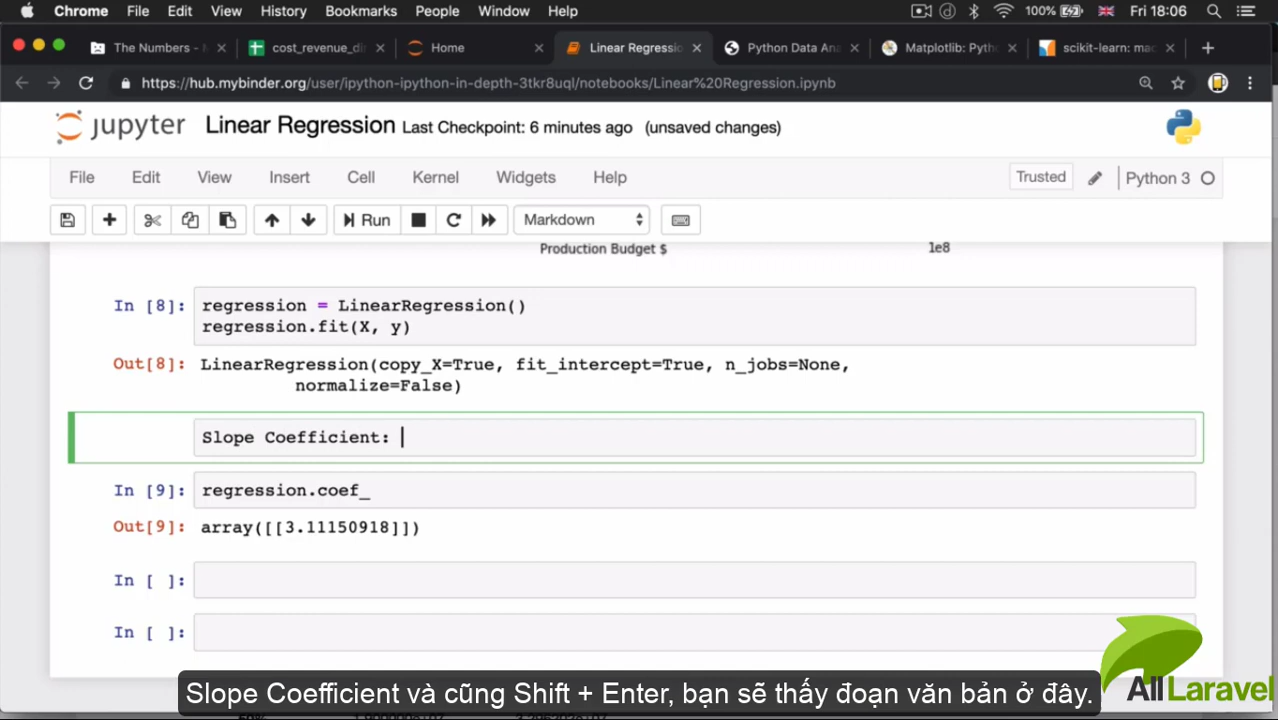 Chrome File Edit View History Bookmarks People Window Help 100% Fri 18:06
The Numbers - cost_revenue_di Home Linear Regressio Python Data Ana Matplotlib: Pyth scikit-learn: mac
https://hub.mybinder.org/user/ipython-ipython-in-depth-3tkr8uql/notebooks/Linear%20Regression.ipynb
jupyter Linear Regression Last Checkpoint: 6 minutes ago (unsaved changes)
File Edit View Insert Cell Kernel Widgets Help Trusted Python 3
Run Markdown
Production Budget $ 1e8
In [8]: regression = LinearRegression()
regression.fit(X, y)
Out[8]: LinearRegression(copy_X=True, fit_intercept=True, n_jobs=None,
normalize=False)
Slope Coefficient:
In [9]: regression.coef_
Out[9]: array([[3.11150918]])
In [ ]:
In [ ]:
Slope Coefficient và cũng Shift + Enter, bạn sẽ thấy đoạn văn bản ở đây.
AllLaravel